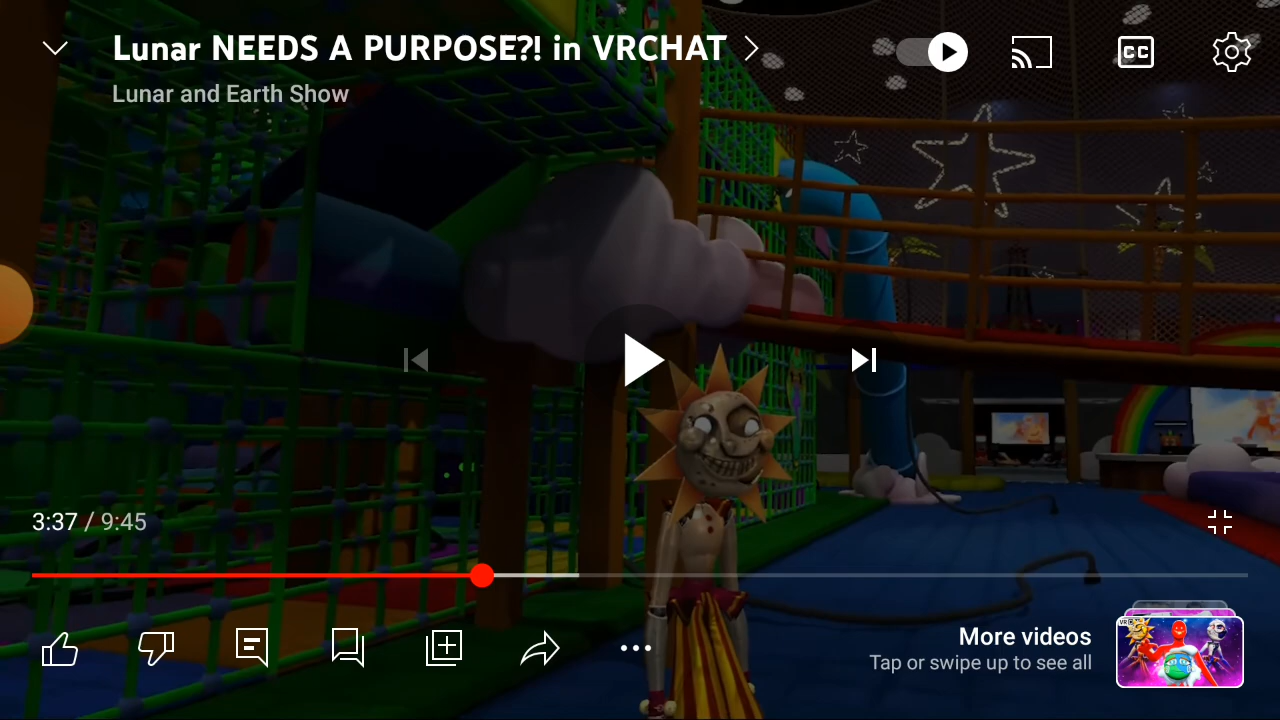 Lunar NEEDS A PURPOSE?! in VRCHAT
Lunar and Earth Show
CC
3:37 / 9:45
More videos
Tap or swipe up to see all